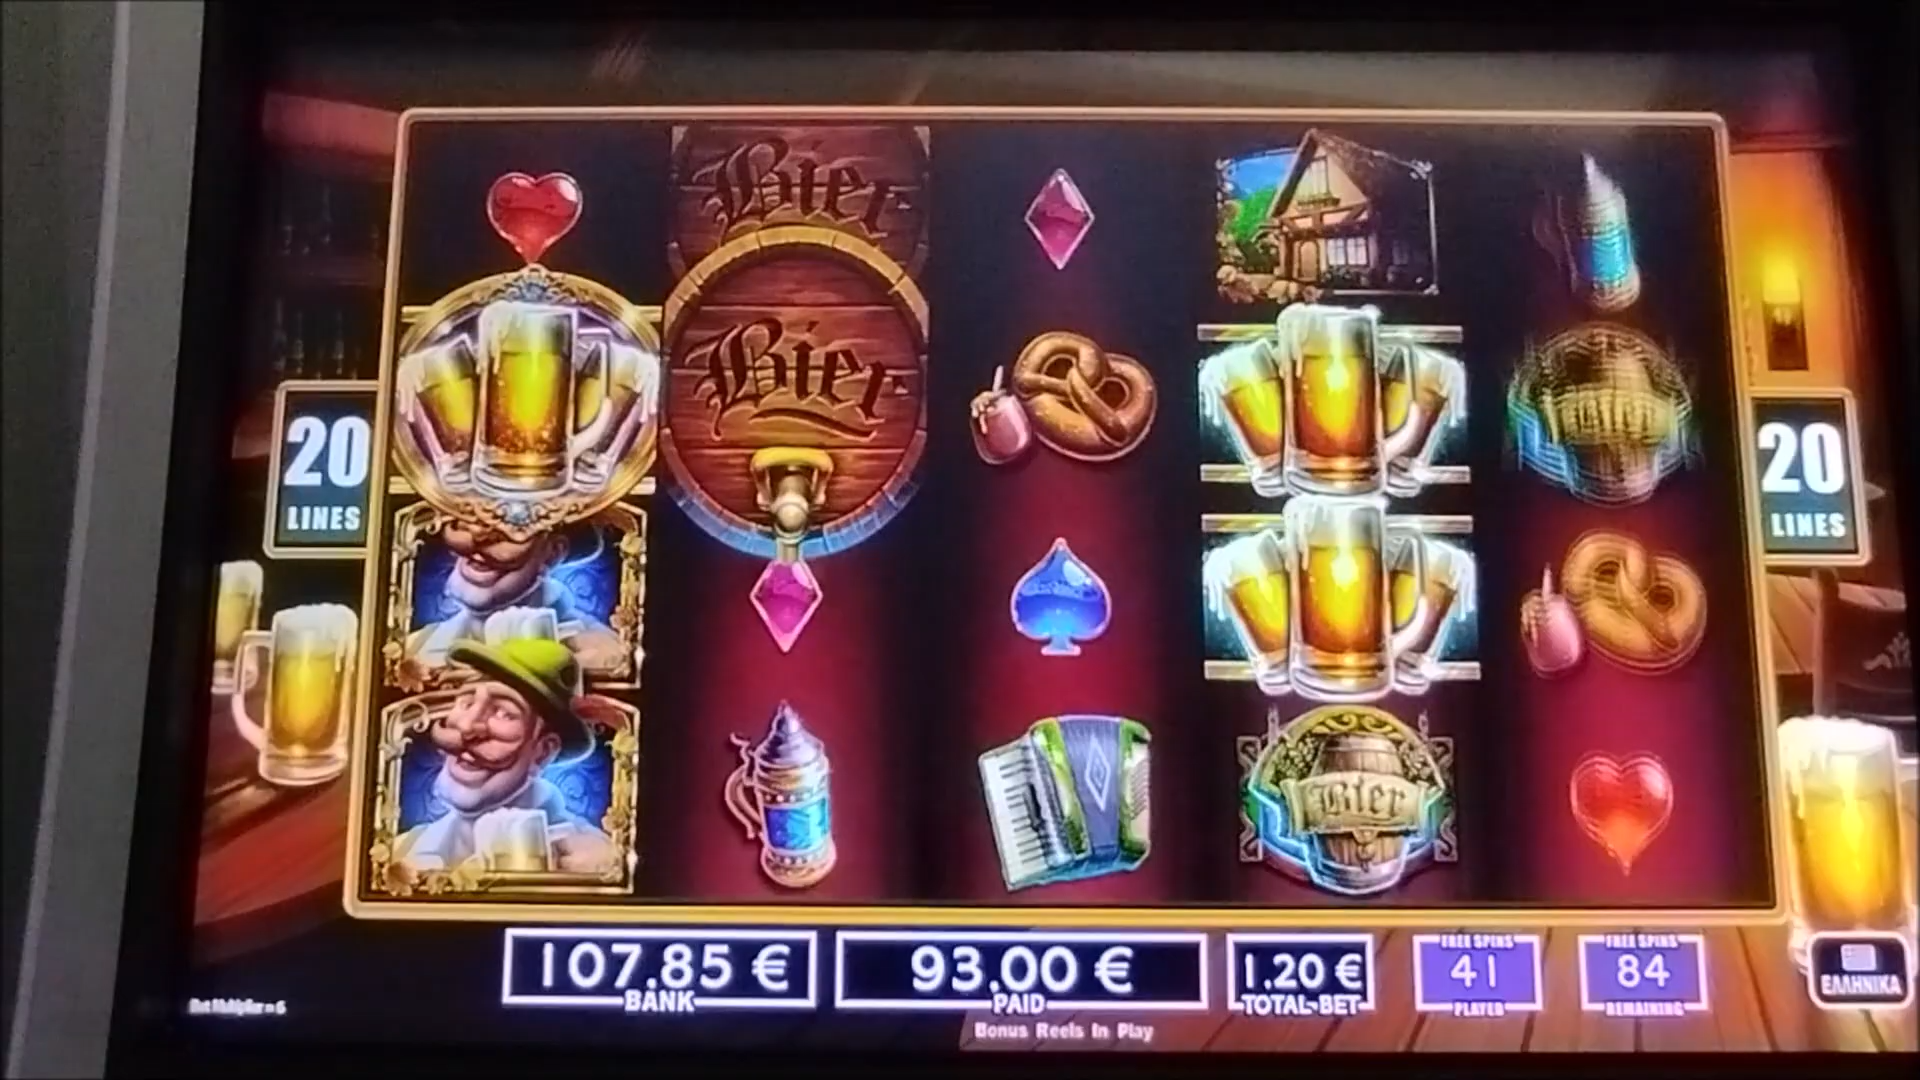 Bier
Bier
20
LINES
20
LINES
Bier
107.85 €
BANK
93.00 €
PAID
1.20 €
TOTAL BET
FREE SPINS
41
PLAYED
FREE SPINS
84
REMAINING
ΕΛΛΗΝΙΚΑ
Bonus Reels In Play